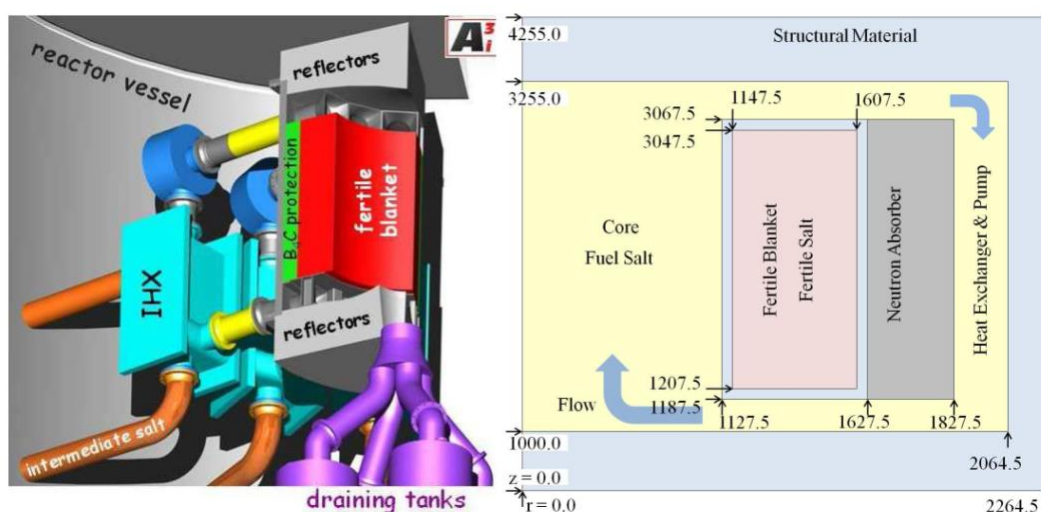 reactor vessel
reflectors
A³i
B₄C protection
fertile
blanket
IHX
reflectors
intermediate salt
draining tanks
4255.0
Structural Material
3255.0
1147.5
1607.5
3067.5
3047.5
Core
Fuel Salt
Fertile Blanket
Fertile Salt
Neutron Absorber
Heat Exchanger & Pump
1207.5
Flow
1187.5
1127.5
1627.5
1827.5
1000.0
2064.5
z = 0.0
r = 0.0
2264.5